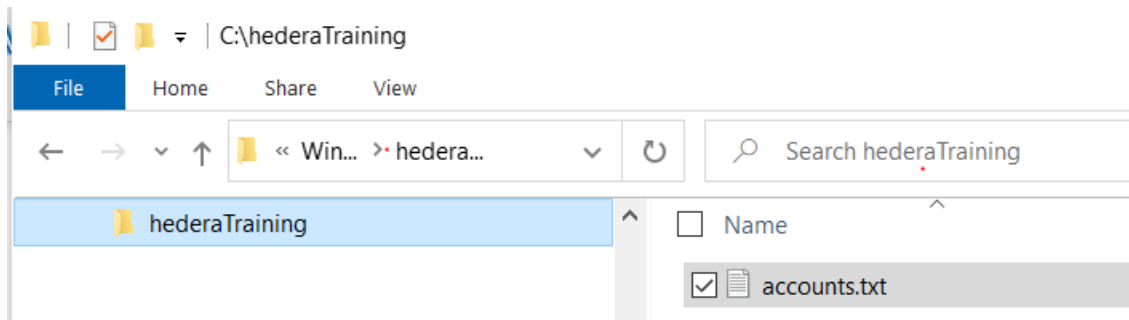 C:\hederaTraining
File Home Share View
« Win... > hedera... Search hederaTraining
hederaTraining Name
accounts.txt